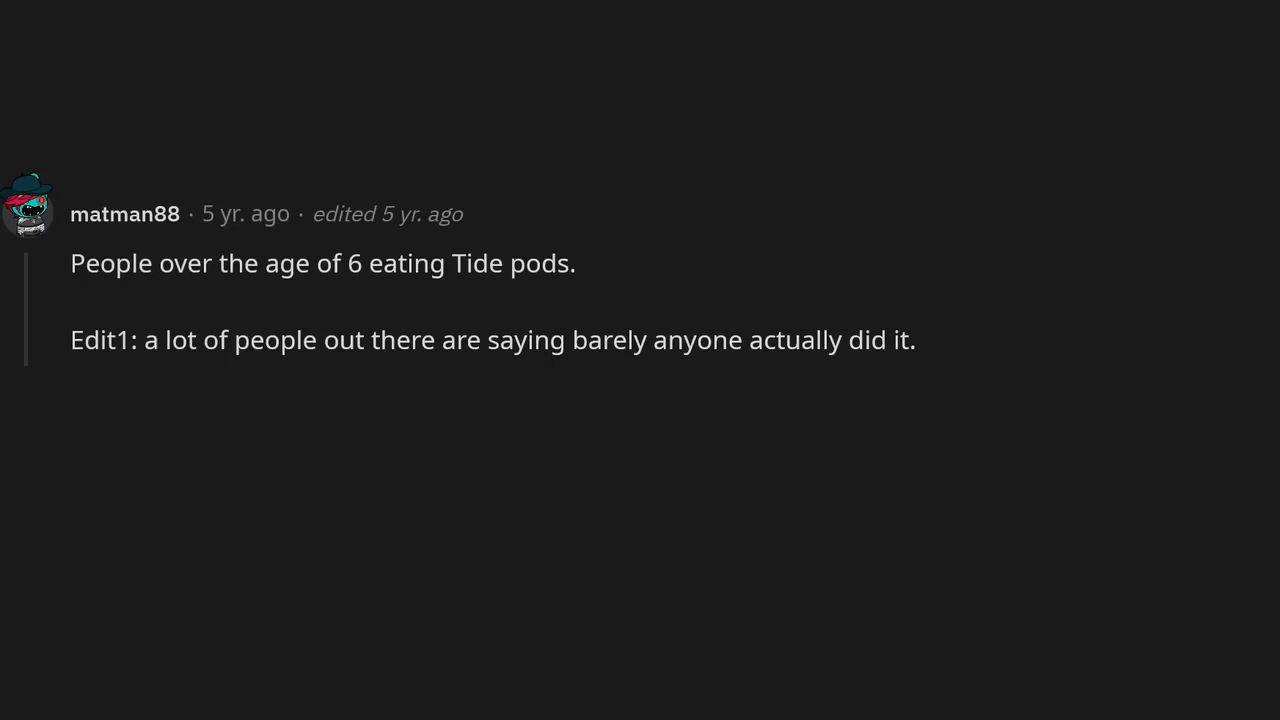 matman88 · 5 yr. ago · edited 5 yr. ago
People over the age of 6 eating Tide pods.
Edit1: a lot of people out there are saying barely anyone actually did it.